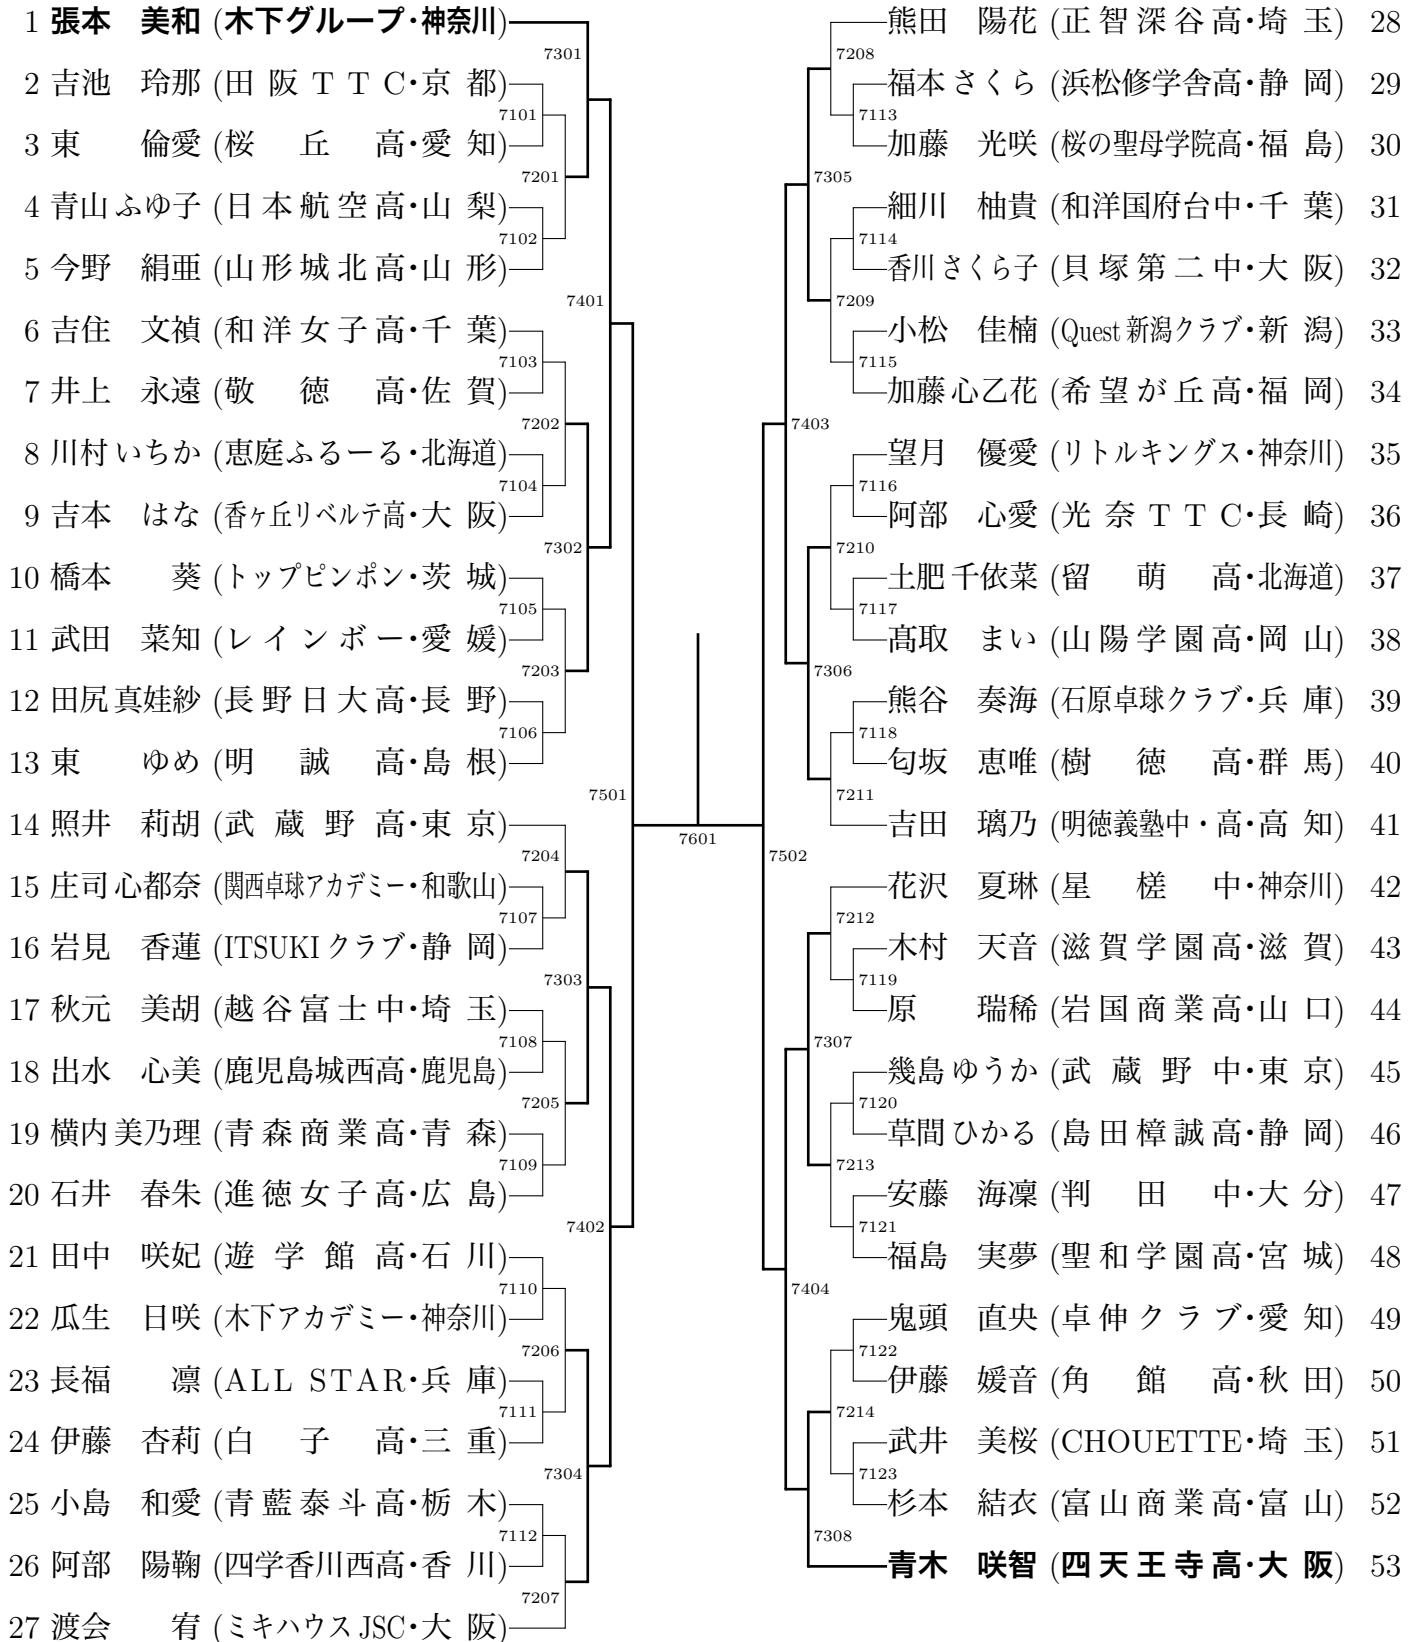 1 張本 美和 (木下グループ・神奈川)
7301
2 吉池 玲那 (田阪TTC・京都)
7101
3 東 倫愛 (桜丘高・愛知)
7201
4 青山ふゆ子 (日本航空高・山梨)
7102
5 今野 絹亜 (山形城北高・山形)
7401
6 吉住 文禎 (和洋女子高・千葉)
7103
7 井上 永遠 (敬徳高・佐賀)
7202
8 川村いちか (恵庭ふるーる・北海道)
7104
9 吉本 はな (香ヶ丘リベルテ高・大阪)
7302
10 橋本 葵 (トップピンポン・茨城)
7105
11 武田 菜知 (レインボー・愛媛)
7203
12 田尻真娃紗 (長野日大高・長野)
7106
13 東 ゆめ (明誠高・島根)
7501
14 照井 莉胡 (武蔵野高・東京)
7204
15 庄司心都奈 (関西卓球アカデミー・和歌山)
7107
16 岩見 香蓮 (ITSUKIクラブ・静岡)
7303
17 秋元 美胡 (越谷富士中・埼玉)
7108
18 出水 心美 (鹿児島城西高・鹿児島)
7205
19 横内美乃理 (青森商業高・青森)
7109
20 石井 春朱 (進徳女子高・広島)
7402
21 田中 咲妃 (遊学館高・石川)
7110
22 瓜生 日咲 (木下アカデミー・神奈川)
7206
23 長福 凛 (ALL STAR・兵庫)
7111
24 伊藤 杏莉 (白子高・三重)
7304
25 小島 和愛 (青藍泰斗高・栃木)
7112
26 阿部 陽鞠 (四学香川西高・香川)
7207
27 渡会 宥 (ミキハウスJSC・大阪)
7601
熊田 陽花 (正智深谷高・埼玉) 28
7208
福本さくら (浜松修学舎高・静岡) 29
7113
加藤 光咲 (桜の聖母学院高・福島) 30
7305
細川 柚貴 (和洋国府台中・千葉) 31
7114
香川さくら子 (貝塚第二中・大阪) 32
7209
小松 佳楠 (Quest新潟クラブ・新潟) 33
7115
加藤心乙花 (希望が丘高・福岡) 34
7403
望月 優愛 (リトルキングス・神奈川) 35
7116
阿部 心愛 (光奈TTC・長崎) 36
7210
土肥千依菜 (留萌高・北海道) 37
7117
髙取 まい (山陽学園高・岡山) 38
7306
熊谷 奏海 (石原卓球クラブ・兵庫) 39
7118
匂坂 恵唯 (樹徳高・群馬) 40
7211
吉田 璃乃 (明徳義塾中・高・高知) 41
7502
花沢 夏琳 (星槎中・神奈川) 42
7212
木村 天音 (滋賀学園高・滋賀) 43
7119
原 瑞稀 (岩国商業高・山口) 44
7307
幾島ゆうか (武蔵野中・東京) 45
7120
草間ひかる (島田樟誠高・静岡) 46
7213
安藤 海凜 (判田中・大分) 47
7121
福島 実夢 (聖和学園高・宮城) 48
7404
鬼頭 直央 (卓伸クラブ・愛知) 49
7122
伊藤 媛音 (角館高・秋田) 50
7214
武井 美桜 (CHOUETTE・埼玉) 51
7123
杉本 結衣 (富山商業高・富山) 52
7308
青木 咲智 (四天王寺高・大阪) 53